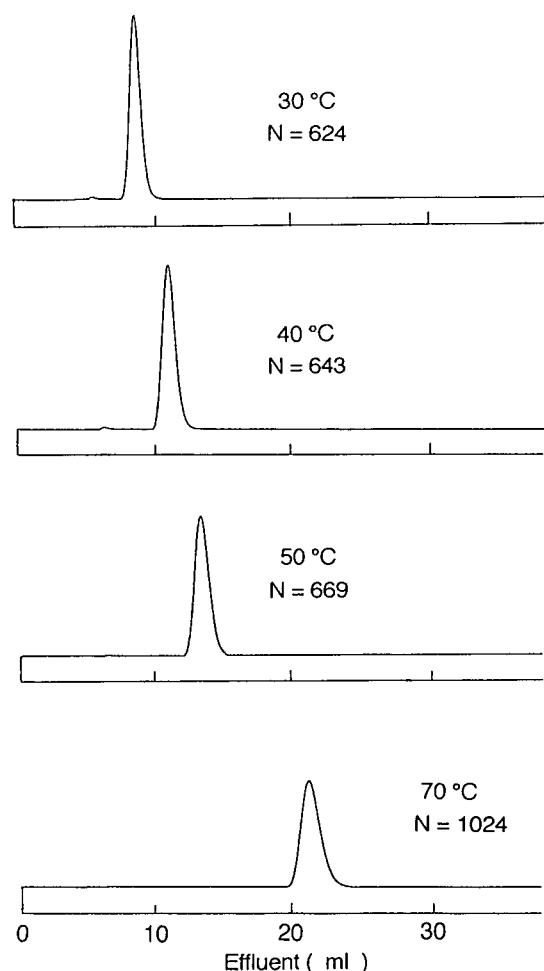 30 °C
N = 624
40 °C
N = 643
50 °C
N = 669
70 °C
N = 1024
0 10 20 30
Effluent ( ml )